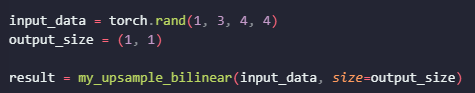 input_data = torch.rand(1, 3, 4, 4)
output_size = (1, 1)
result = my_upsample_bilinear(input_data, size=output_size)